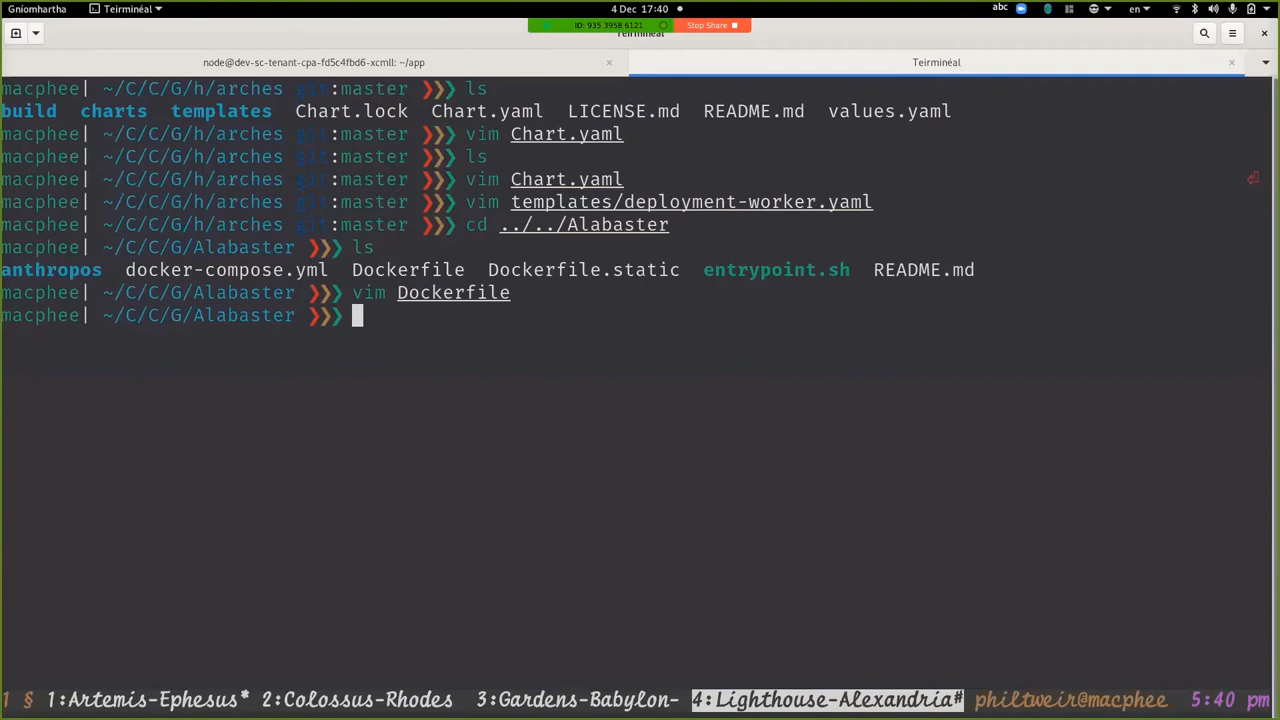 Gníomhartha Teirminéal 4 Dec 17:40 abc en
ID: 935 3958 6121 Stop Share
Teirminéal
node@dev-sc-tenant-cpa-fd5c4fbd6-xcmll: ~/app Teirminéal
macphee| ~/C/C/G/h/arches git:master ❯❯❯ ls
build charts templates Chart.lock Chart.yaml LICENSE.md README.md values.yaml
macphee| ~/C/C/G/h/arches git:master ❯❯❯ vim Chart.yaml
macphee| ~/C/C/G/h/arches git:master ❯❯❯ ls
macphee| ~/C/C/G/h/arches git:master ❯❯❯ vim Chart.yaml ⏎
macphee| ~/C/C/G/h/arches git:master ❯❯❯ vim templates/deployment-worker.yaml
macphee| ~/C/C/G/h/arches git:master ❯❯❯ cd ../../Alabaster
macphee| ~/C/C/G/Alabaster ❯❯❯ ls
anthropos docker-compose.yml Dockerfile Dockerfile.static entrypoint.sh README.md
macphee| ~/C/C/G/Alabaster ❯❯❯ vim Dockerfile
macphee| ~/C/C/G/Alabaster ❯❯❯
1 § 1:Artemis-Ephesus* 2:Colossus-Rhodes 3:Gardens-Babylon- 4:Lighthouse-Alexandria# philtweir@macphee 5:40 pm